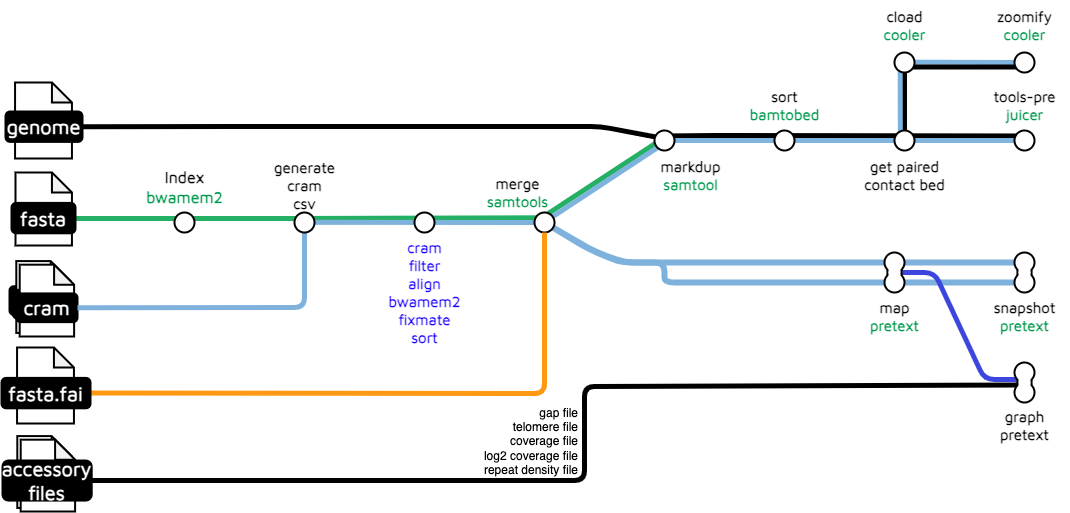 cload
cooler
zoomify
cooler
sort
bamtobed
tools-pre
juicer
genome
markdup
samtool
get paired
contact bed
Index
bwamem2
generate
cram
csv
merge
samtools
fasta
cram
filter
align
bwamem2
fixmate
sort
cram
map
pretext
snapshot
pretext
fasta.fai
gap file
telomere file
coverage file
log2 coverage file
repeat density file
graph
pretext
accessory
files